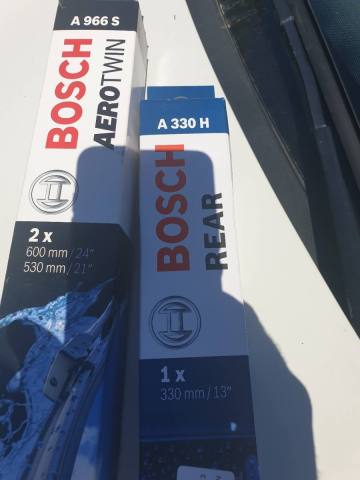 A 966 S
BOSCH
AEROTWIN
2 x
600 mm / 24"
530 mm / 21"
A 330 H
BOSCH
REAR
1 x
330 mm / 13"